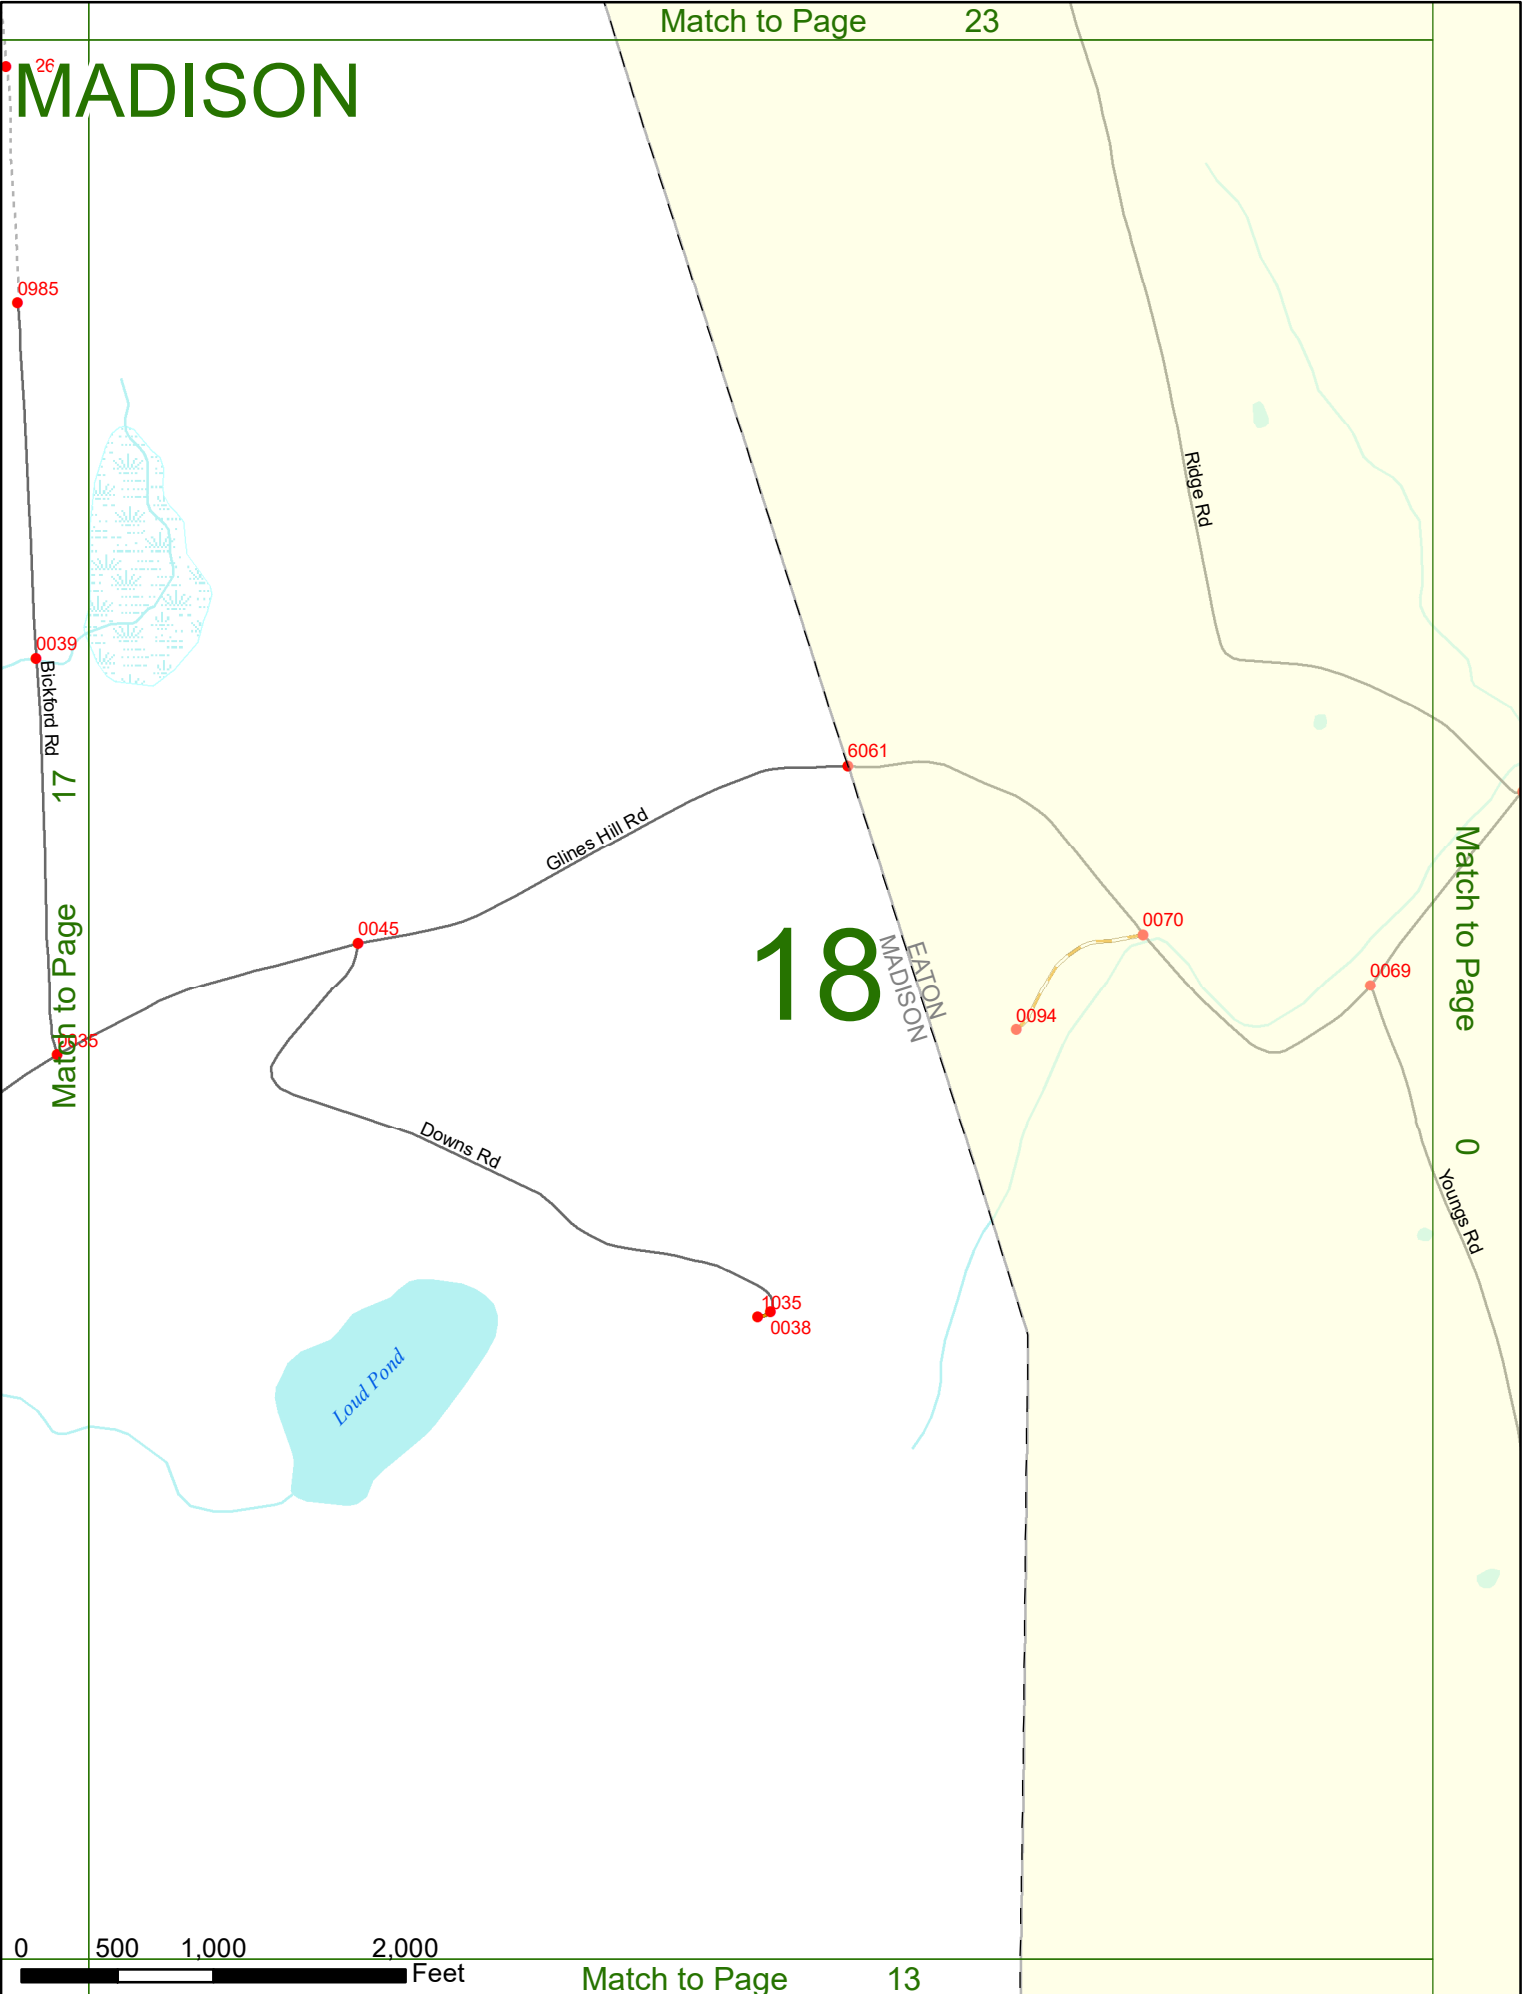 Match to Page 23
26
MADISON
0985
Ridge Rd
0039
Bickford Rd
6061
Match to Page 17
Glines Hill Rd
Match to Page 0
0045
0070
18
EATON
MADISON
0069
0094
0035
Downs Rd
Youngs Rd
1035
0038
Loud Pond
0 500 1,000 2,000
Feet
Match to Page 13